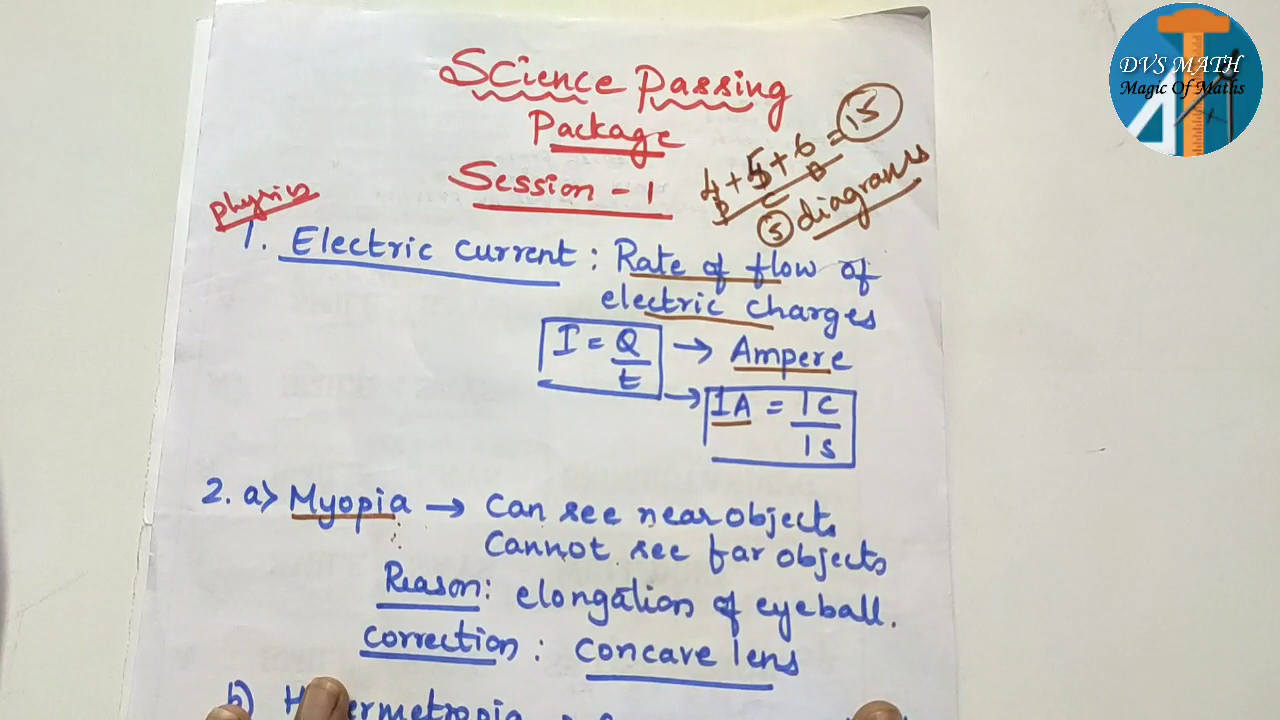 DVS MATH
Magic Of Maths
Science Passing
Package
Session - 1
4 + 5 + 6 = 15
P C B
5 diagrams
Physics
1. Electric current : Rate of flow of
electric charges
I = Q/t → Ampere
→ 1A = 1C/1s
2. a) Myopia → Can see near objects
Cannot see far objects
Reason: elongation of eyeball.
Correction : Concave lens
b)